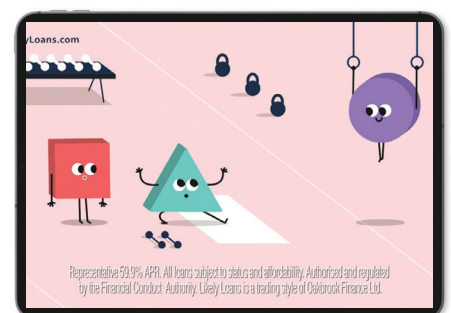 yLoans.com
Representative 59.9% APR. All loans subject to status and affordability. Authorised and regulated
by the Financial Conduct Authority. Likely Loans is a trading style of Oakbrook Finance Ltd.